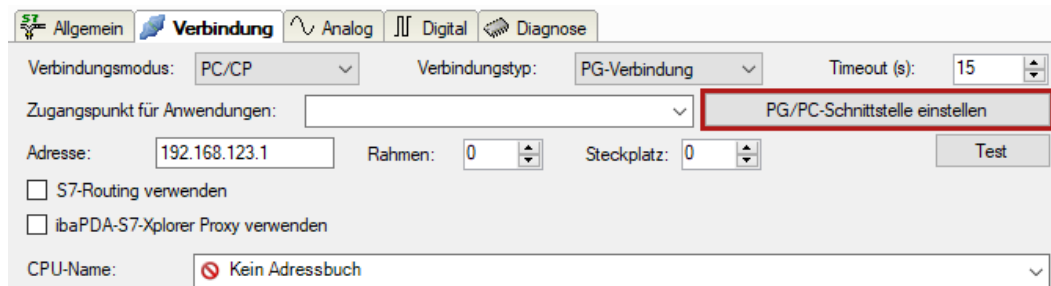 S7 Allgemein Verbindung Analog Digital Diagnose
Verbindungsmodus: PC/CP Verbindungstyp: PG-Verbindung Timeout (s): 15
Zugangspunkt für Anwendungen: PG/PC-Schnittstelle einstellen
Adresse: 192.168.123.1 Rahmen: 0 Steckplatz: 0 Test
S7-Routing verwenden
ibaPDA-S7-Xplorer Proxy verwenden
CPU-Name: Kein Adressbuch